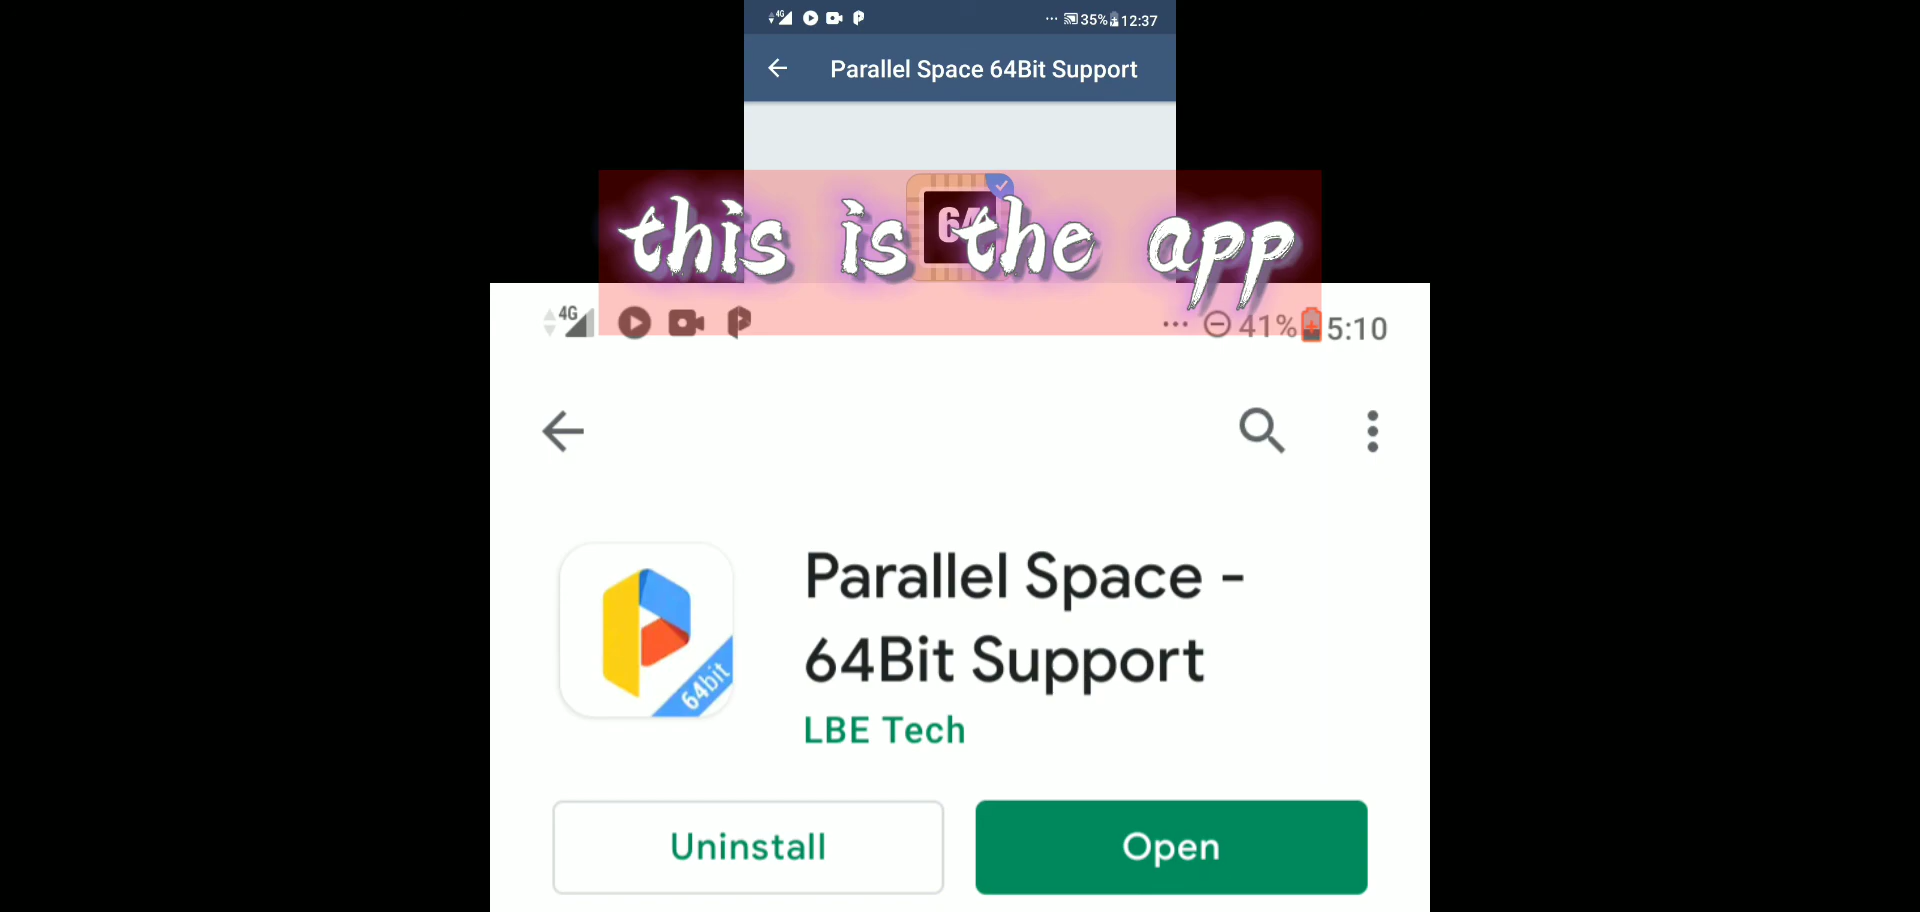 4G 35% 12:37
Parallel Space 64Bit Support
64
this is the app
4G 41% 5:10
Parallel Space -
64Bit Support
64bit
LBE Tech
Uninstall Open